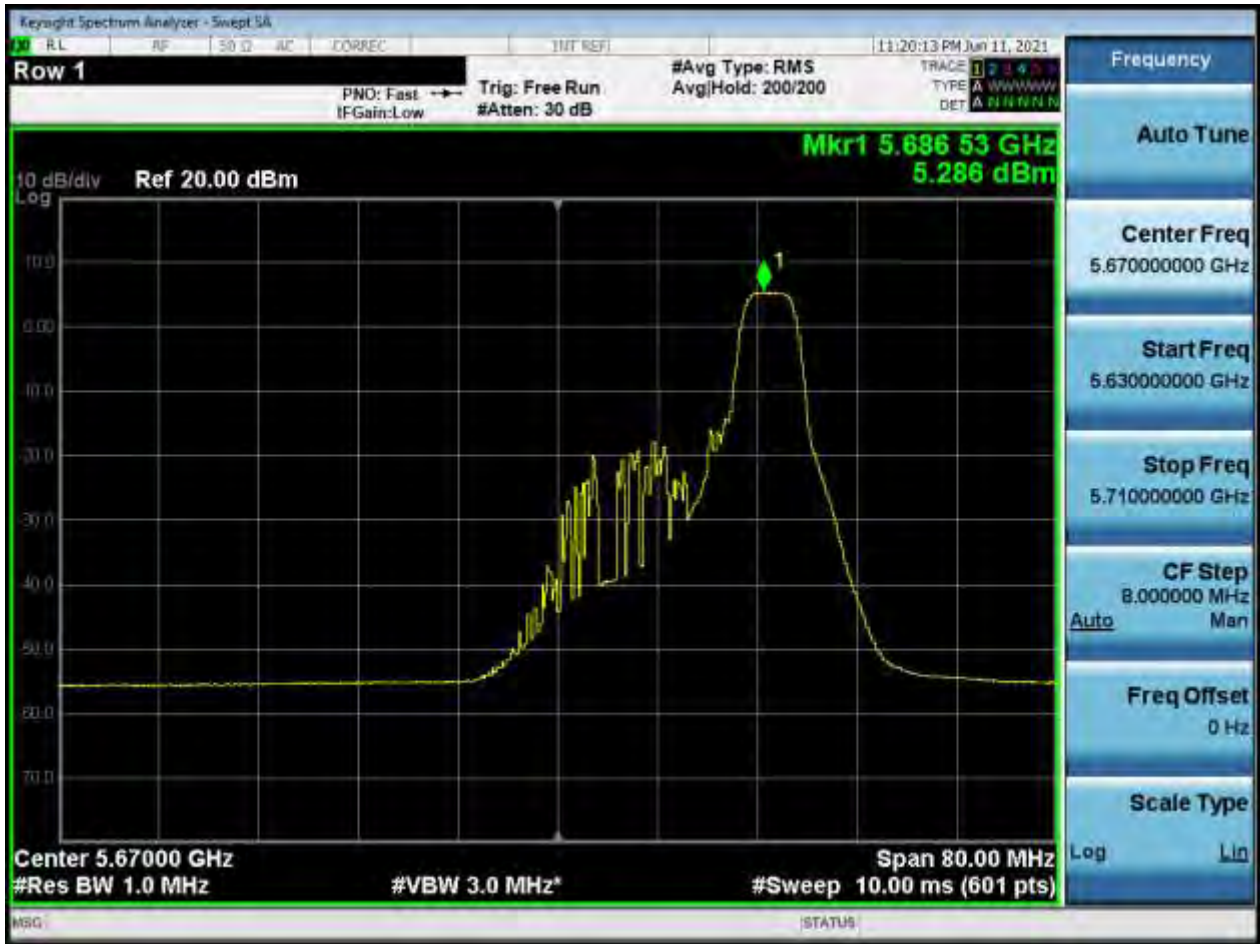 Keysight Spectrum Analyzer - Swept SA
RL RF 50 Ω AC CORREC INT REF 11:20:13 PM Jun 11, 2021
Row 1
PNO: Fast
IFGain:Low
Trig: Free Run
#Atten: 30 dB
#Avg Type: RMS
Avg|Hold: 200/200
TRACE 1 2 3 4 5 6
TYPE A WWWWW
DET A N N N N N
Mkr1 5.686 53 GHz
5.286 dBm
10 dB/div Ref 20.00 dBm
Log
10.0
0.00
-10.0
-20.0
-30.0
-40.0
-50.0
-60.0
-70.0
1
Center 5.67000 GHz
Span 80.00 MHz
#Res BW 1.0 MHz
#VBW 3.0 MHz*
#Sweep 10.00 ms (601 pts)
MSG
STATUS
Frequency
Auto Tune
Center Freq
5.670000000 GHz
Start Freq
5.630000000 GHz
Stop Freq
5.710000000 GHz
CF Step
8.000000 MHz
Auto Man
Freq Offset
0 Hz
Scale Type
Log Lin